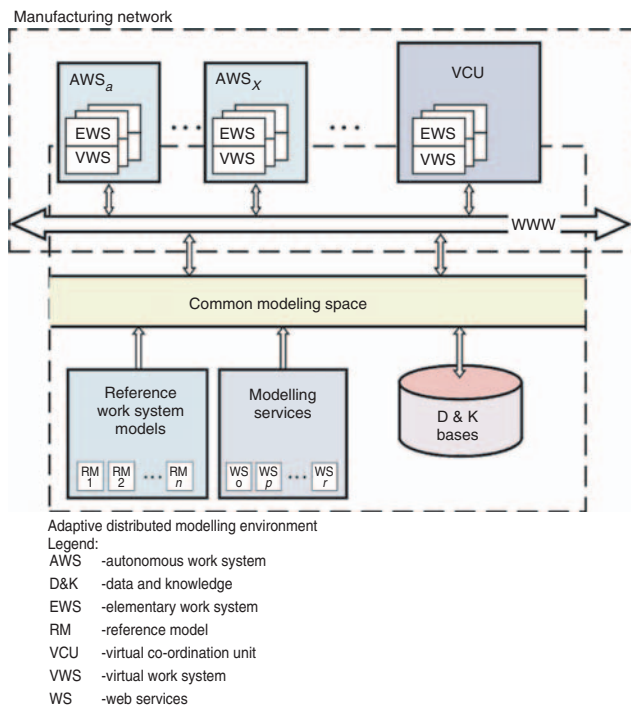 Manufacturing network
AWSa
AWSX
VCU
EWS
VWS
EWS
VWS
EWS
VWS
WWW
Common modeling space
Reference
work system
models
Modelling
services
D & K
bases
RM
1
RM
2
RM
n
WS
o
WS
p
WS
r
Adaptive distributed modelling environment
Legend:
AWS -autonomous work system
D&K -data and knowledge
EWS -elementary work system
RM -reference model
VCU -virtual co-ordination unit
VWS -virtual work system
WS -web services